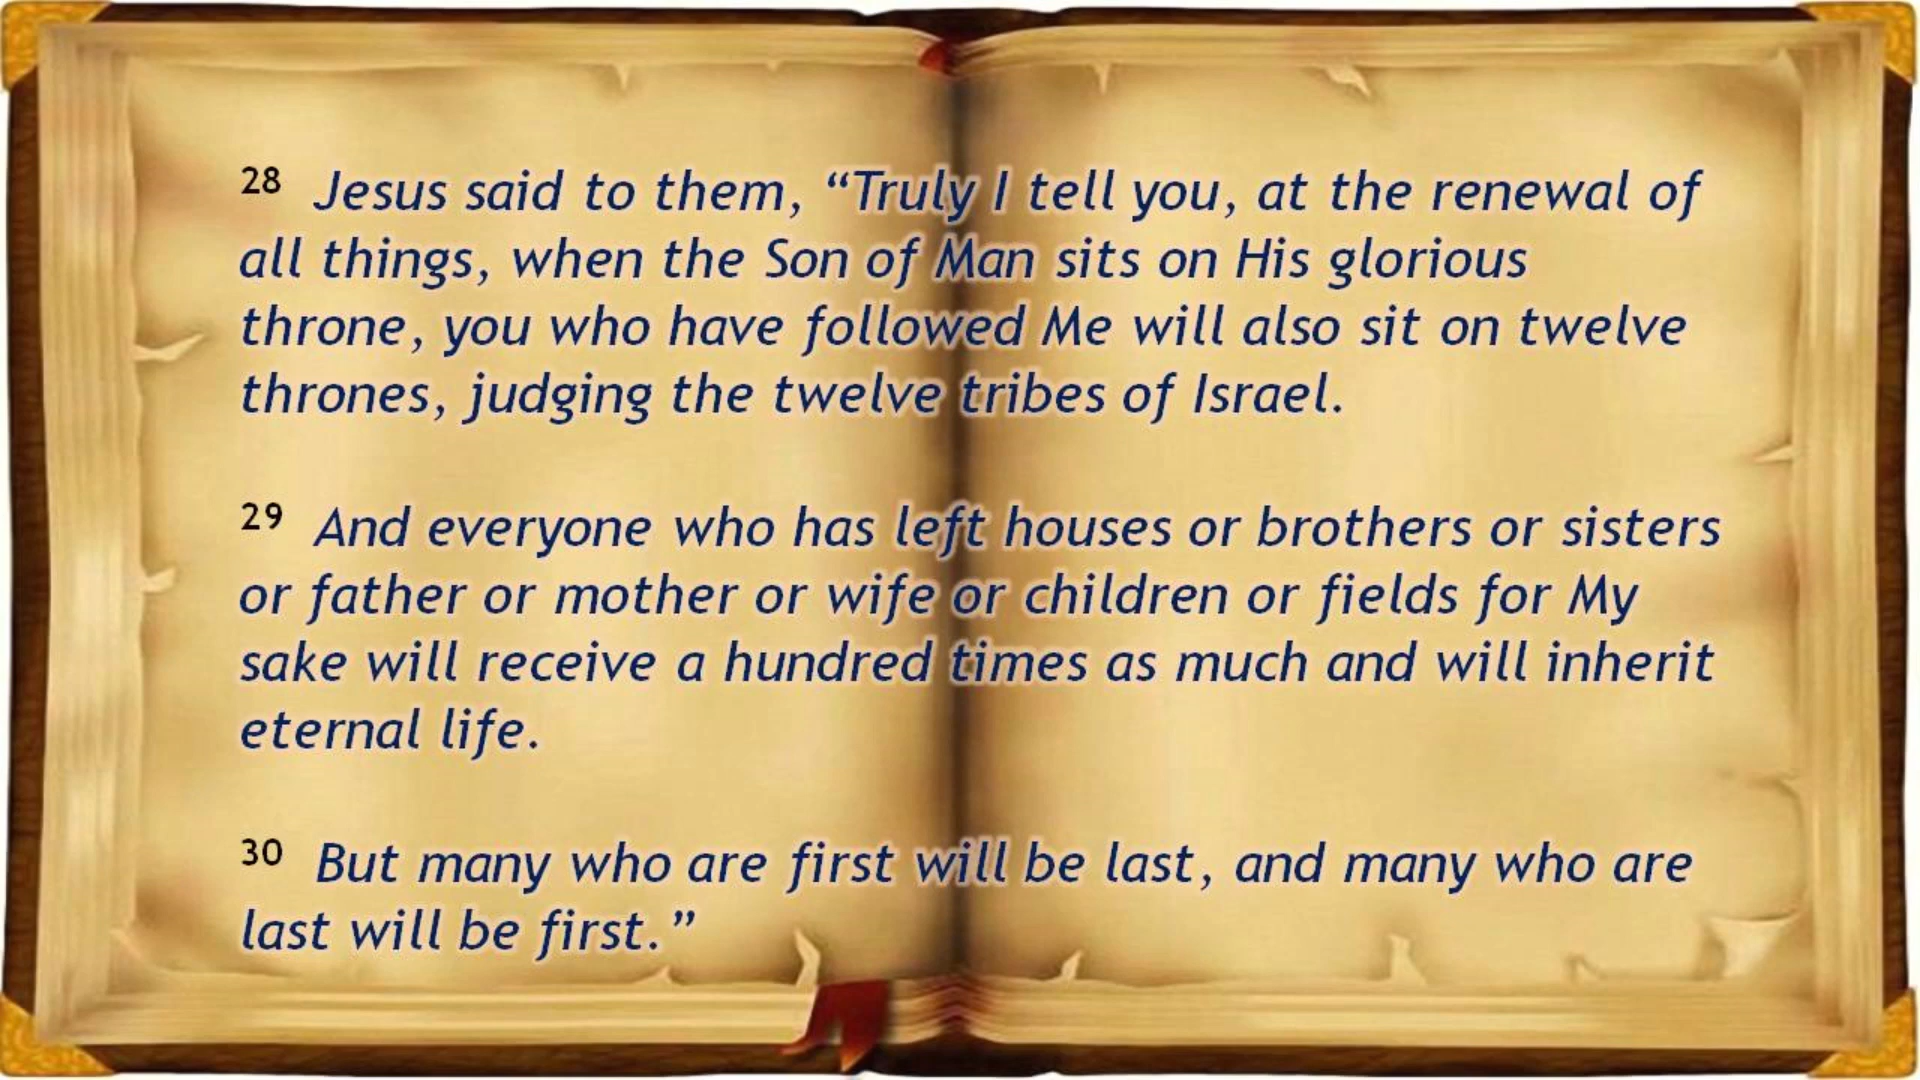 28 Jesus said to them, “Truly I tell you, at the renewal of
all things, when the Son of Man sits on His glorious
throne, you who have followed Me will also sit on twelve
thrones, judging the twelve tribes of Israel.
29 And everyone who has left houses or brothers or sisters
or father or mother or wife or children or fields for My
sake will receive a hundred times as much and will inherit
eternal life.
30 But many who are first will be last, and many who are
last will be first.”